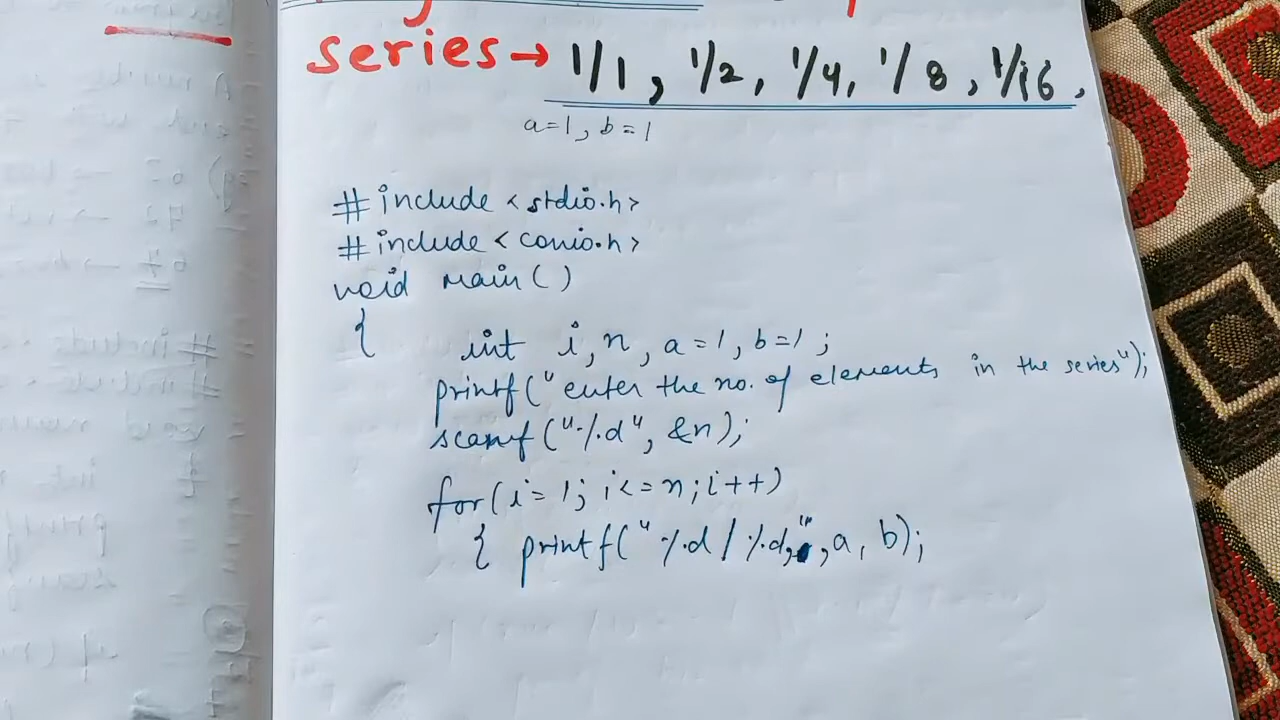 series → 1/1, 1/2, 1/4, 1/8, 1/16,
a=1, b=1
#include <stdio.h>
#include <conio.h>
void main()
{ int i, n, a=1, b=1;
printf("enter the no. of elements in the series");
scanf("%d", &n);
for(i=1; i<=n; i++)
{ printf("%d/%d,", a, b);